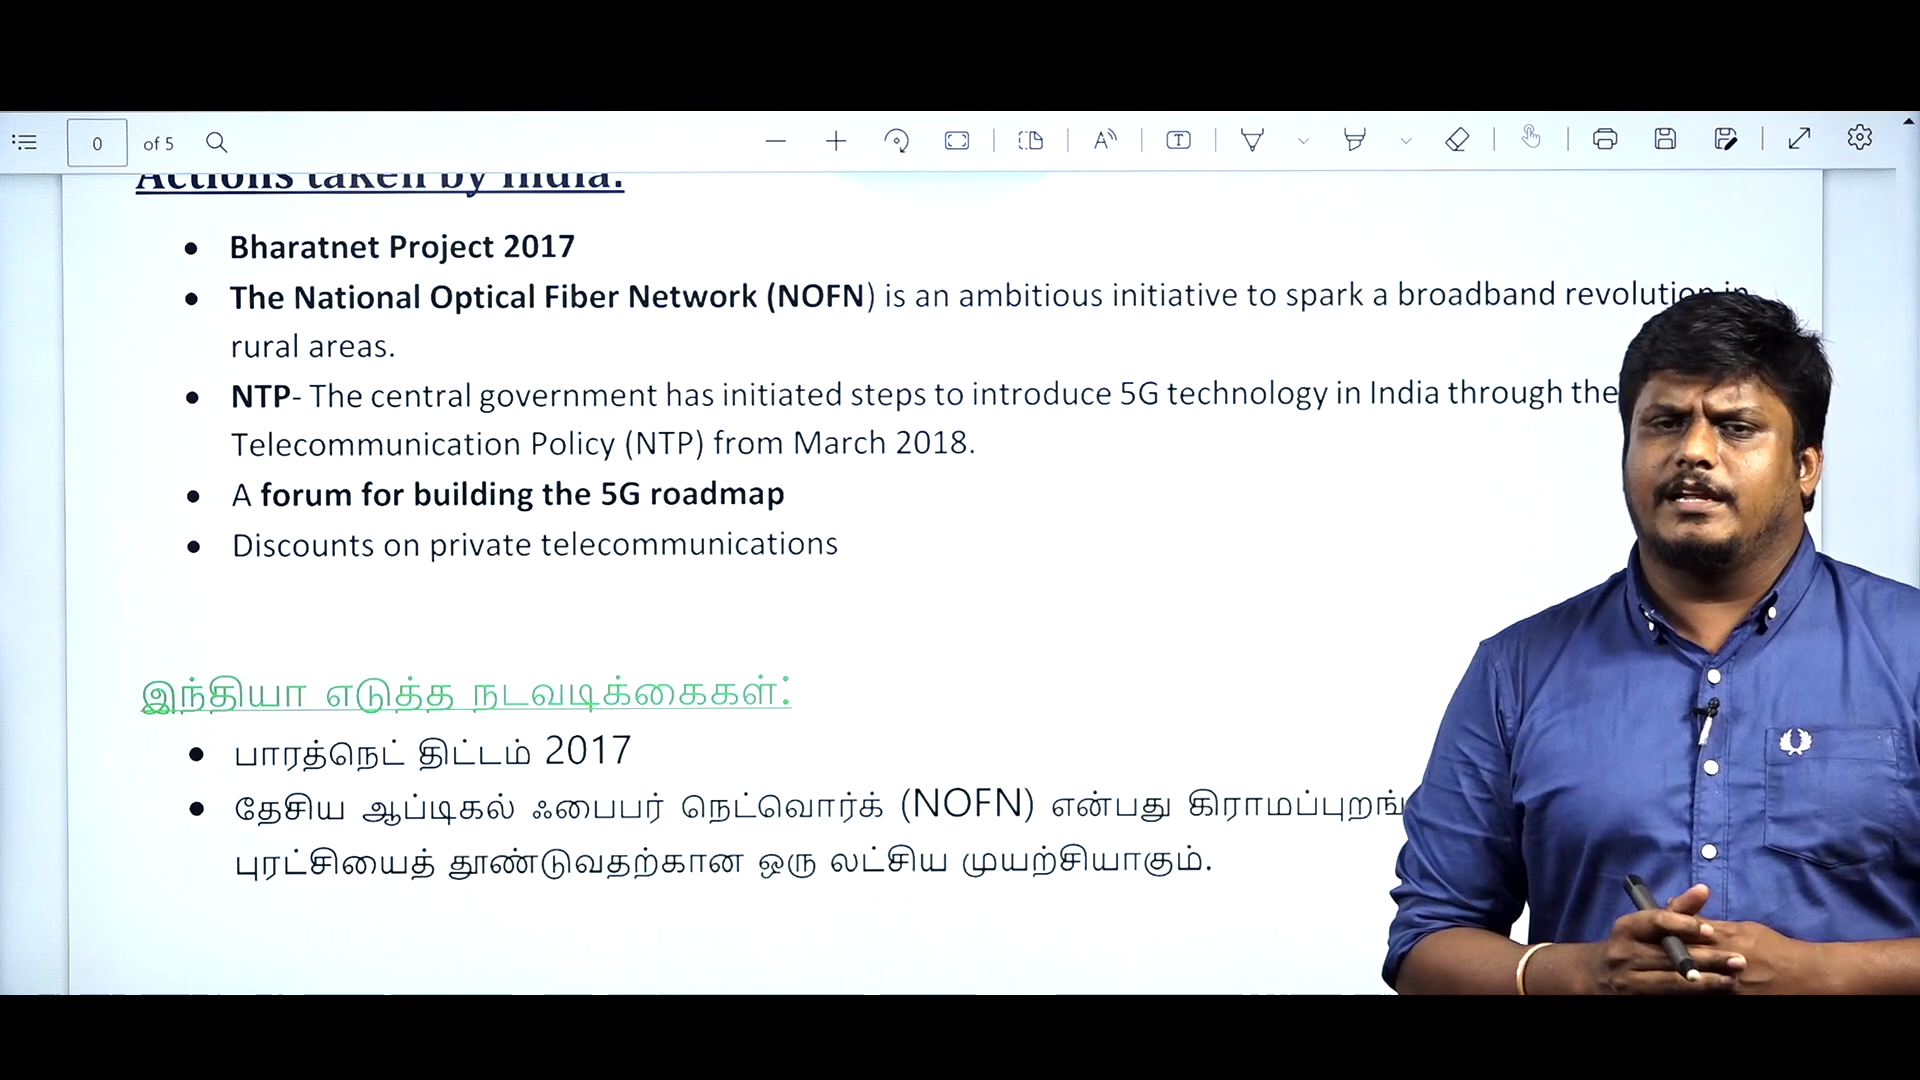 0 of 5
Actions taken by India:
• Bharatnet Project 2017
• The National Optical Fiber Network (NOFN) is an ambitious initiative to spark a broadband revolution in
rural areas.
• NTP- The central government has initiated steps to introduce 5G technology in India through the
Telecommunication Policy (NTP) from March 2018.
• A forum for building the 5G roadmap
• Discounts on private telecommunications
இந்தியா எடுத்த நடவடிக்கைகள்:
• பாரத்நெட் திட்டம் 2017
• தேசிய ஆப்டிகல் ஃபைபர் நெட்வொர்க் (NOFN) என்பது
புரட்சியைத் தூண்டுவதற்கான ஒரு லட்சிய முயற்சியாகும்.